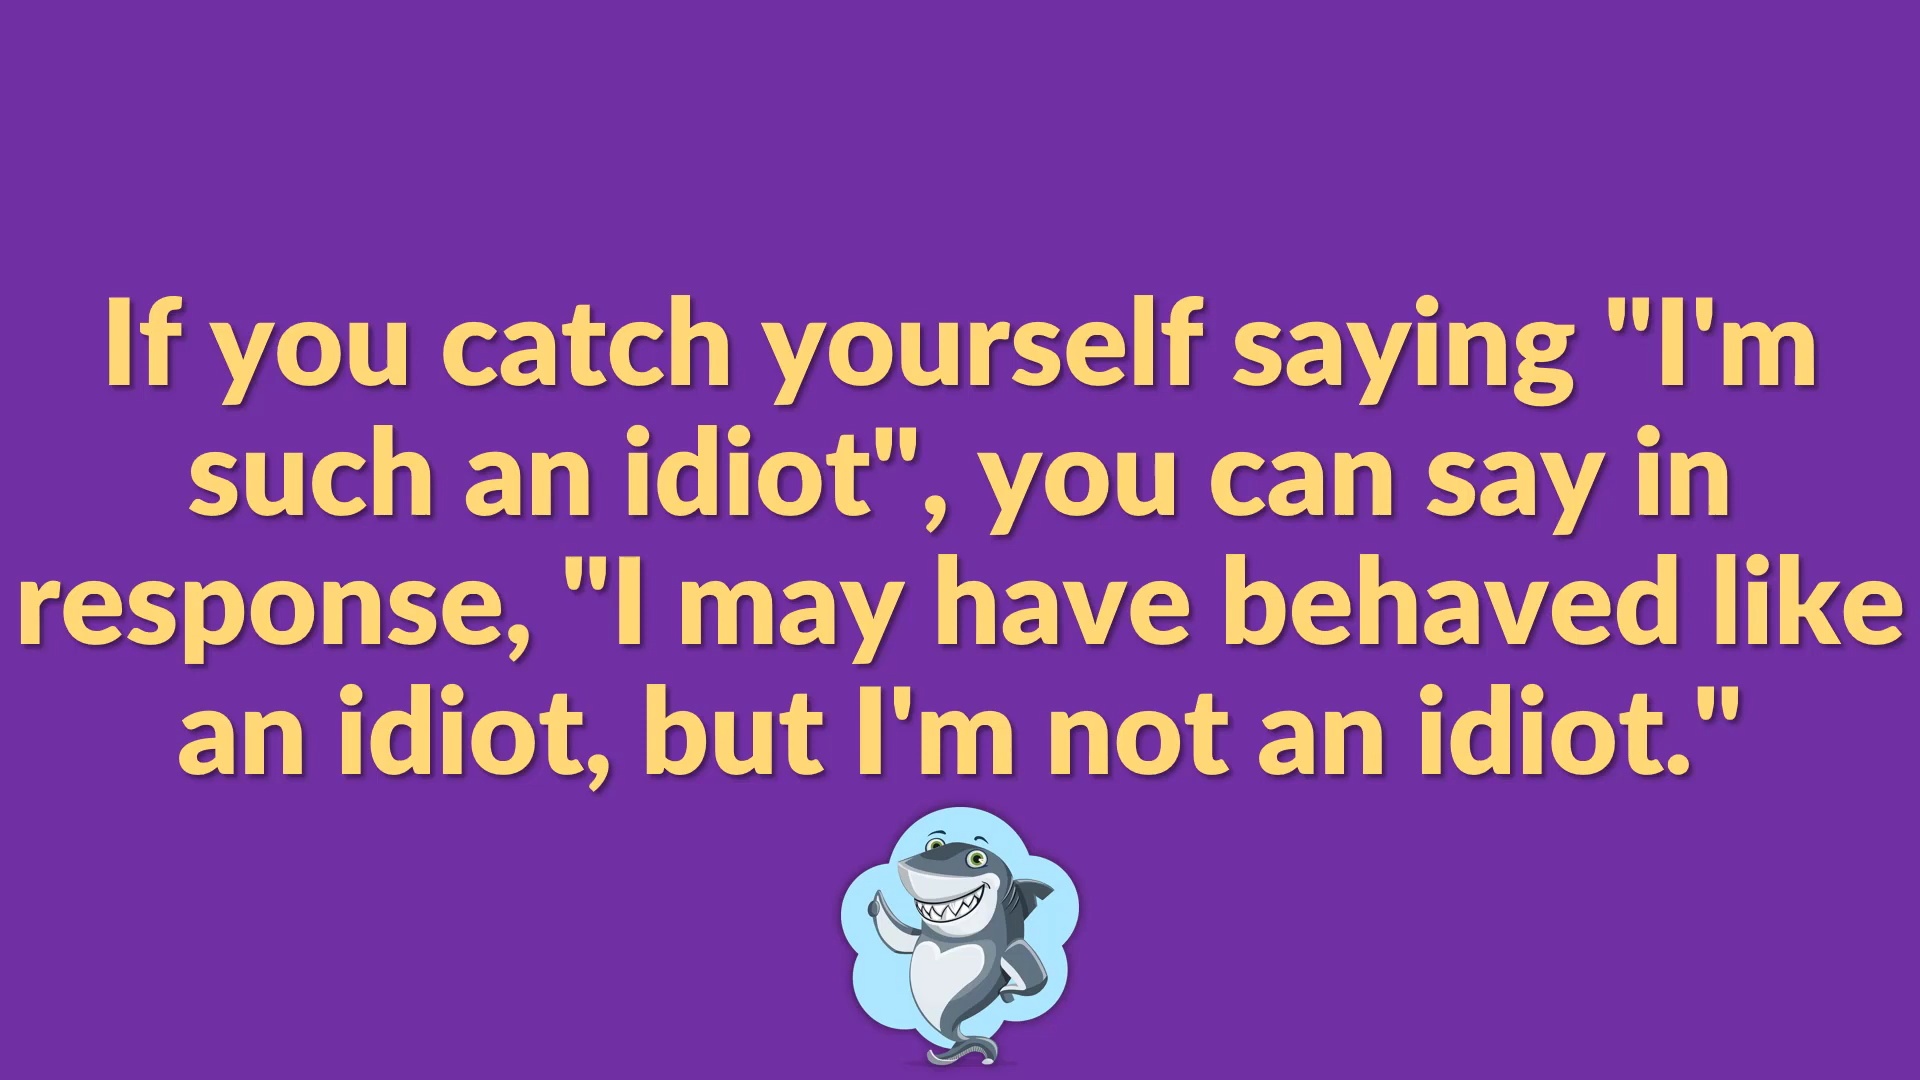 If you catch yourself saying "I'm
such an idiot", you can say in
response, "I may have behaved like
an idiot, but I'm not an idiot."